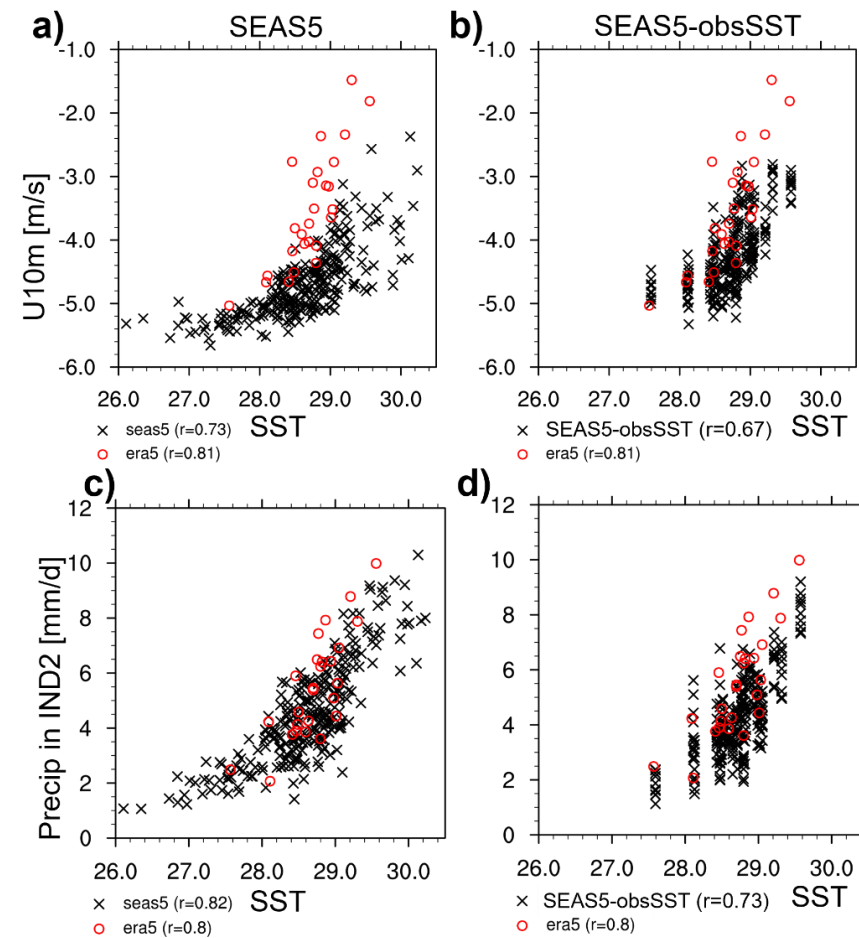 a) SEAS5
b) SEAS5-obsSST
U10m [m/s]
-1.0
-2.0
-3.0
-4.0
-5.0
-6.0
26.0 27.0 28.0 29.0 30.0
seas5 (r=0.73) SST
era5 (r=0.81)
-1.0
-2.0
-3.0
-4.0
-5.0
-6.0
26.0 27.0 28.0 29.0 30.0
SEAS5-obsSST (r=0.67) SST
era5 (r=0.81)
c)
Precip in IND2 [mm/d]
12
10
8
6
4
2
0
26.0 27.0 28.0 29.0 30.0
seas5 (r=0.82) SST
era5 (r=0.8)
d)
12
10
8
6
4
2
0
26.0 27.0 28.0 29.0 30.0
SEAS5-obsSST (r=0.73) SST
era5 (r=0.8)